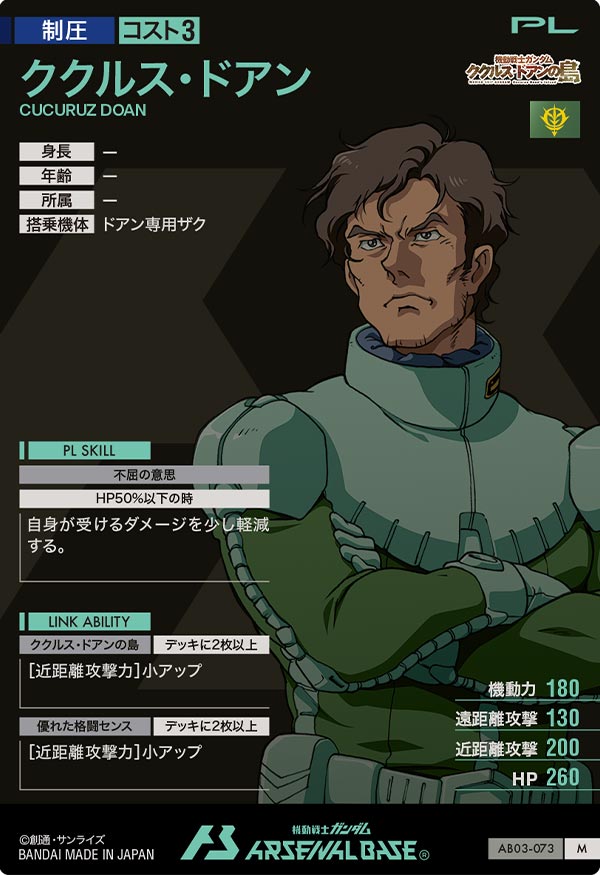 制圧 コスト3 PL
ククルス・ドアン
CUCURUZ DOAN
機動戦士ガンダム
ククルス・ドアンの島
身長 ー
年齢 ー
所属 ー
搭乗機体 ドアン専用ザク
PL SKILL
不屈の意思
HP50%以下の時
自身が受けるダメージを少し軽減
する。
LINK ABILITY
ククルス・ドアンの島 デッキに2枚以上
[近距離攻撃力]小アップ
優れた格闘センス デッキに2枚以上
[近距離攻撃力]小アップ
機動力 180
遠距離攻撃 130
近距離攻撃 200
HP 260
©創通・サンライズ
BANDAI MADE IN JAPAN
機動戦士ガンダム
ARSENAL BASE®
AB03-073 M